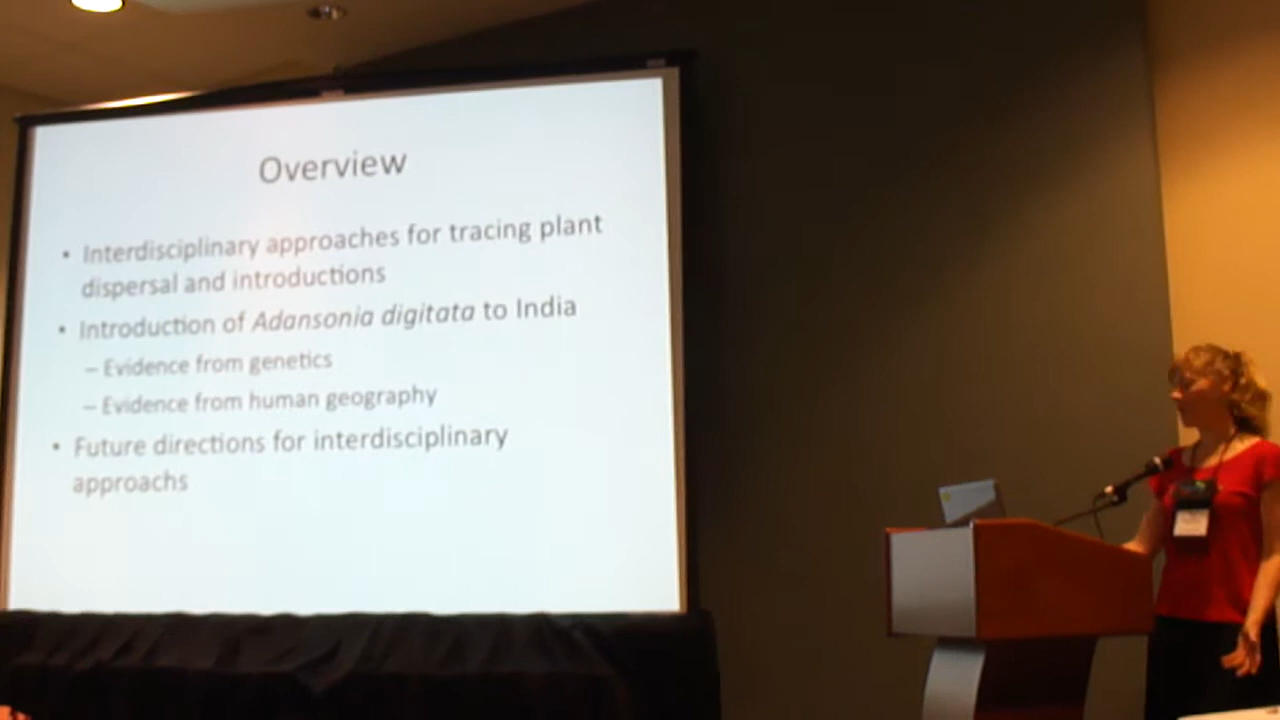 Overview
• Interdisciplinary approaches for tracing plant
dispersal and introductions
• Introduction of Adansonia digitata to India
– Evidence from genetics
– Evidence from human geography
• Future directions for interdisciplinary
approachs